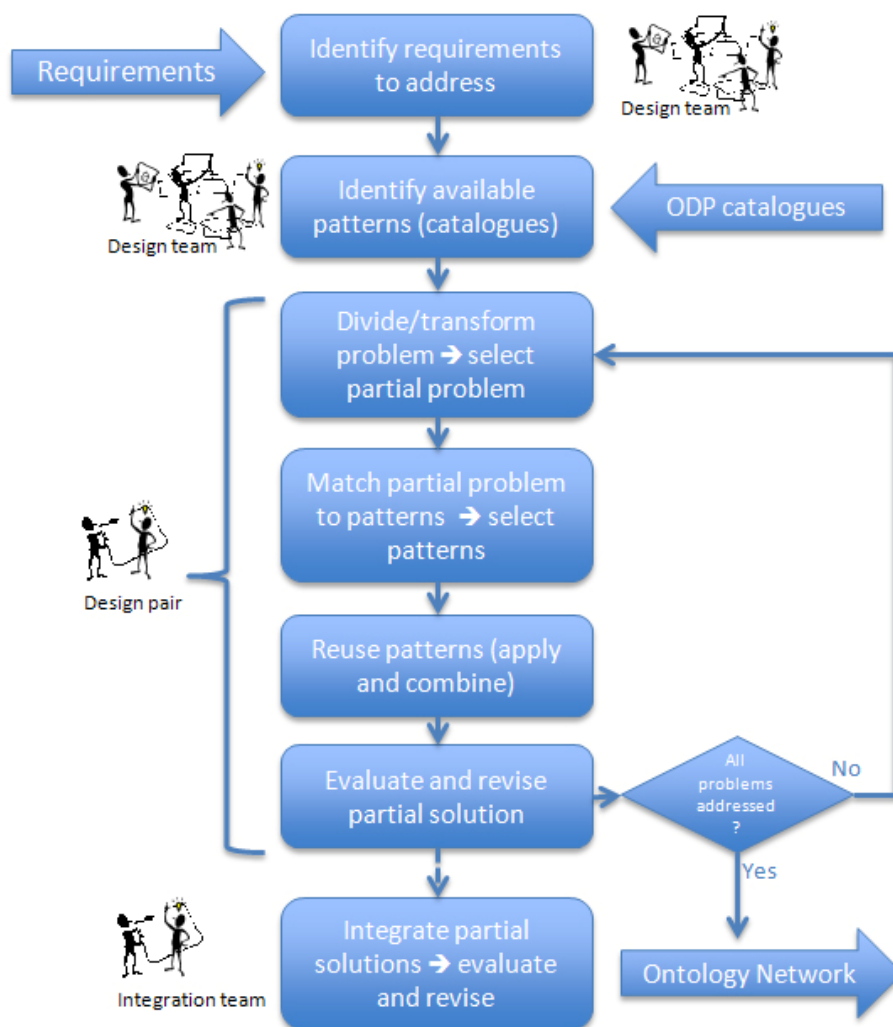 Requirements
Identify requirements
to address
Design team
Identify available
patterns (catalogues)
Design team
ODP catalogues
Divide/transform
problem ➔ select
partial problem
Match partial problem
to patterns ➔ select
patterns
Design pair
Reuse patterns (apply
and combine)
Evaluate and revise
partial solution
All
problems
addressed
?
No
Yes
Integrate partial
solutions ➔ evaluate
and revise
Integration team
Ontology Network